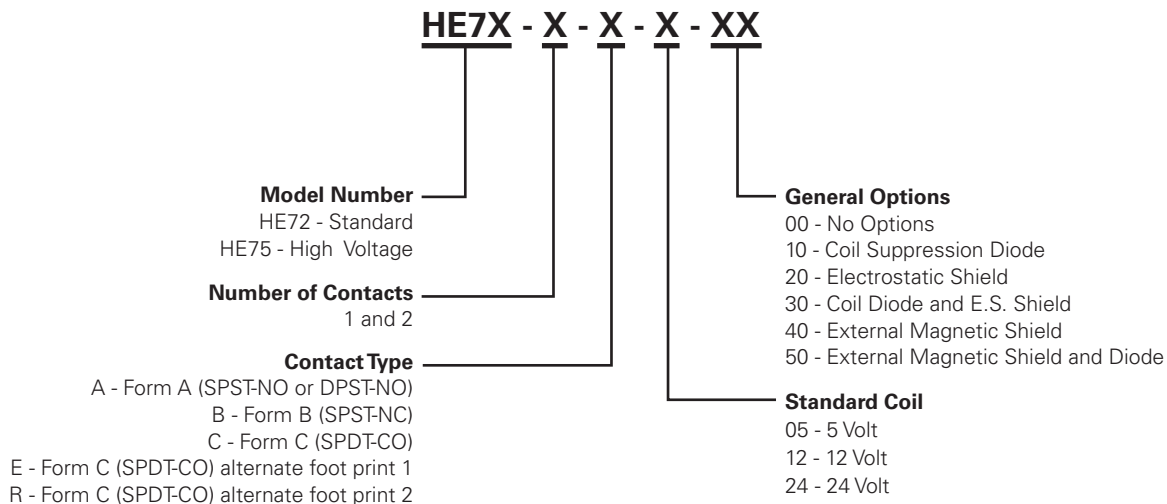 HE7X - X - X - X - XX
Model Number
HE72 - Standard
HE75 - High Voltage
Number of Contacts
1 and 2
Contact Type
A - Form A (SPST-NO or DPST-NO)
B - Form B (SPST-NC)
C - Form C (SPDT-CO)
E - Form C (SPDT-CO) alternate foot print 1
R - Form C (SPDT-CO) alternate foot print 2
General Options
00 - No Options
10 - Coil Suppression Diode
20 - Electrostatic Shield
30 - Coil Diode and E.S. Shield
40 - External Magnetic Shield
50 - External Magnetic Shield and Diode
Standard Coil
05 - 5 Volt
12 - 12 Volt
24 - 24 Volt